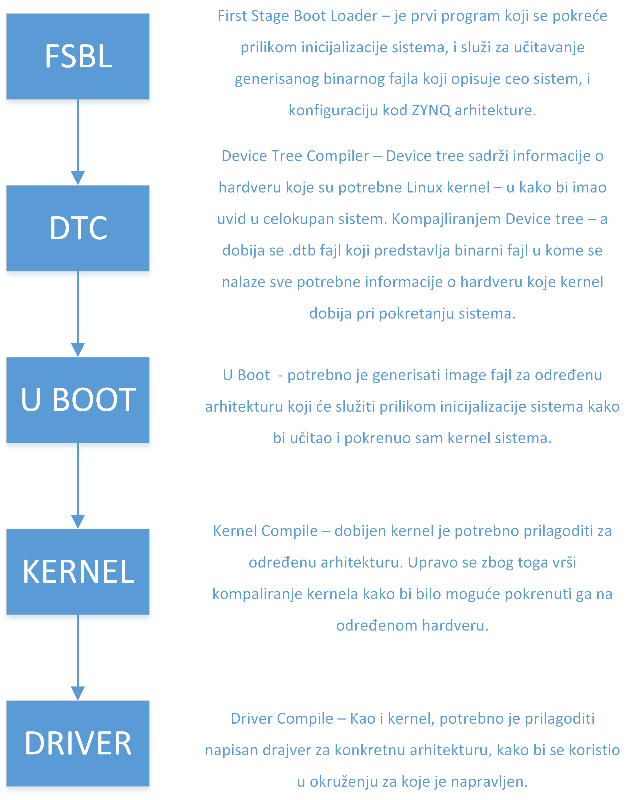 FSBL
First Stage Boot Loader – je prvi program koji se pokreće
prilikom inicijalizacije sistema, i služi za učitavanje
generisanog binarnog fajla koji opisuje ceo sistem, i
konfiguraciju kod ZYNQ arhitekture.
DTC
Device Tree Compiler – Device tree sadrži informacije o
hardveru koje su potrebne Linux kernel – u kako bi imao
uvid u celokupan sistem. Kompajliranjem Device tree – a
dobija se .dtb fajl koji predstavlja binarni fajl u kome se
nalaze sve potrebne informacije o hardveru koje kernel
dobija pri pokretanju sistema.
U BOOT
U Boot  - potrebno je generisati image fajl za određenu
arhitekturu koji će služiti prilikom inicijalizacije sistema kako
bi učitao i pokrenuo sam kernel sistema.
KERNEL
Kernel Compile – dobijen kernel je potrebno prilagoditi za
određenu arhitekturu. Upravo se zbog toga vrši
kompaliranje kernela kako bi bilo moguće pokrenuti ga na
određenom hardveru.
DRIVER
Driver Compile – Kao i kernel, potrebno je prilagoditi
napisan drajver za konkretnu arhitekturu, kako bi se koristio
u okruženju za koje je napravljen.